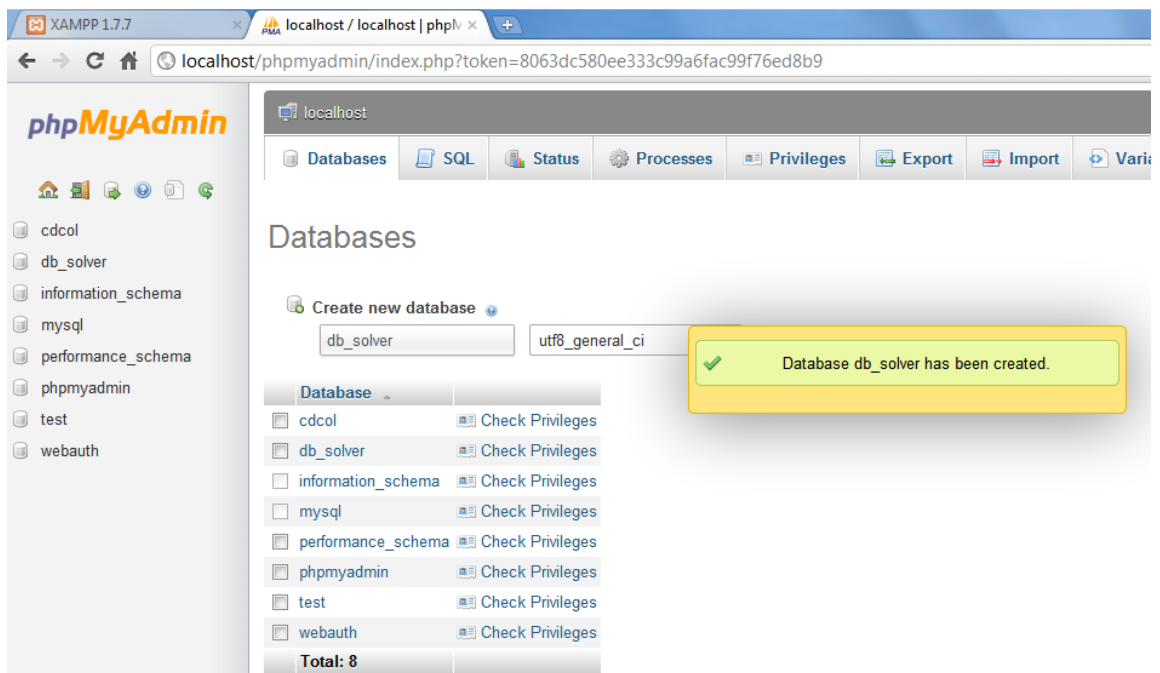 XAMPP 1.7.7
localhost / localhost | phpM
localhost/phpmyadmin/index.php?token=8063dc580ee333c99a6fac99f76ed8b9
phpMyAdmin
cdcol
db_solver
information_schema
mysql
performance_schema
phpmyadmin
test
webauth
localhost
Databases SQL Status Processes Privileges Export Import Varia
Databases
Create new database
db_solver utf8_general_ci
Database db_solver has been created.
Database
cdcol Check Privileges
db_solver Check Privileges
information_schema Check Privileges
mysql Check Privileges
performance_schema Check Privileges
phpmyadmin Check Privileges
test Check Privileges
webauth Check Privileges
Total: 8